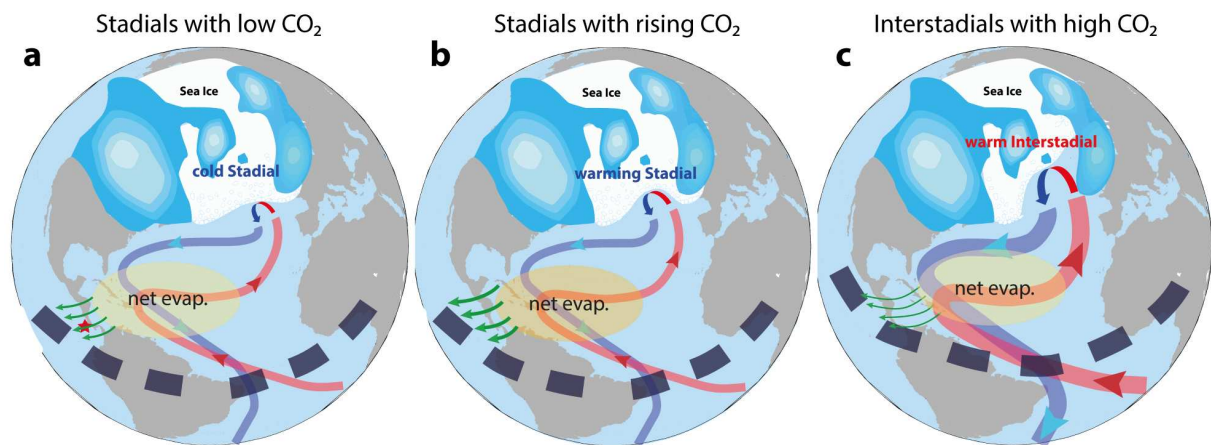 Stadials with low CO₂
Stadials with rising CO₂
Interstadials with high CO₂
a
b
c
Sea Ice
Sea Ice
Sea Ice
cold Stadial
warming Stadial
warm Interstadial
net evap.
net evap.
net evap.